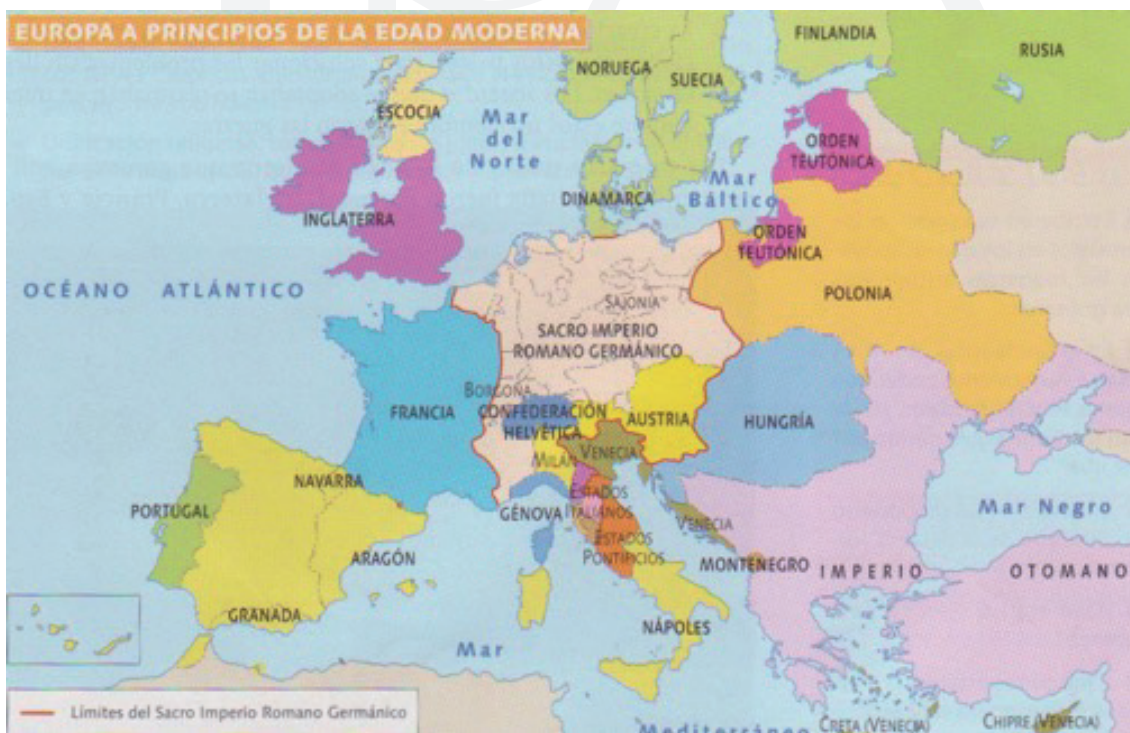 EUROPA A PRINCIPIOS DE LA EDAD MODERNA
FINLANDIA
RUSIA
NORUEGA
SUECIA
ESCOCIA
Mar
del
Norte
ORDEN
TEUTÓNICA
DINAMARCA
Mar
Báltico
INGLATERRA
ORDEN
TEUTÓNICA
OCÉANO ATLÁNTICO
POLONIA
SAJONIA
SACRO IMPERIO
ROMANO GERMÁNICO
BORGOÑA
FRANCIA
CONFEDERACIÓN
HELVÉTICA
AUSTRIA
HUNGRÍA
MILÁN
VENECIA
NAVARRA
PORTUGAL
GÉNOVA
ESTADOS
ITALIANOS
VENECIA
Mar Negro
ESTADOS
PONTIFICIOS
ARAGÓN
MONTENEGRO
IMPERIO OTOMANO
GRANADA
NÁPOLES
Mar
Mediterráneo
Límites del Sacro Imperio Romano Germánico
CRETA (VENECIA)
CHIPRE (VENECIA)